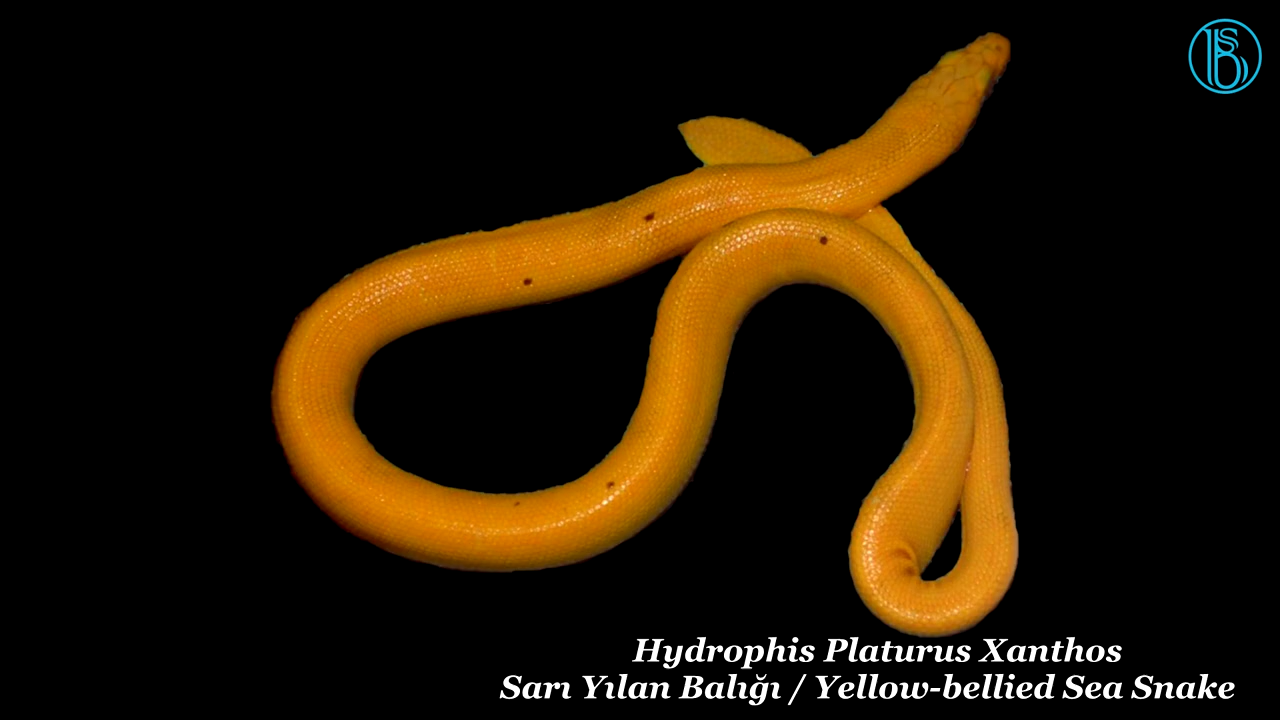 Hydrophis Platurus Xanthos
Sarı Yılan Balığı / Yellow-bellied Sea Snake